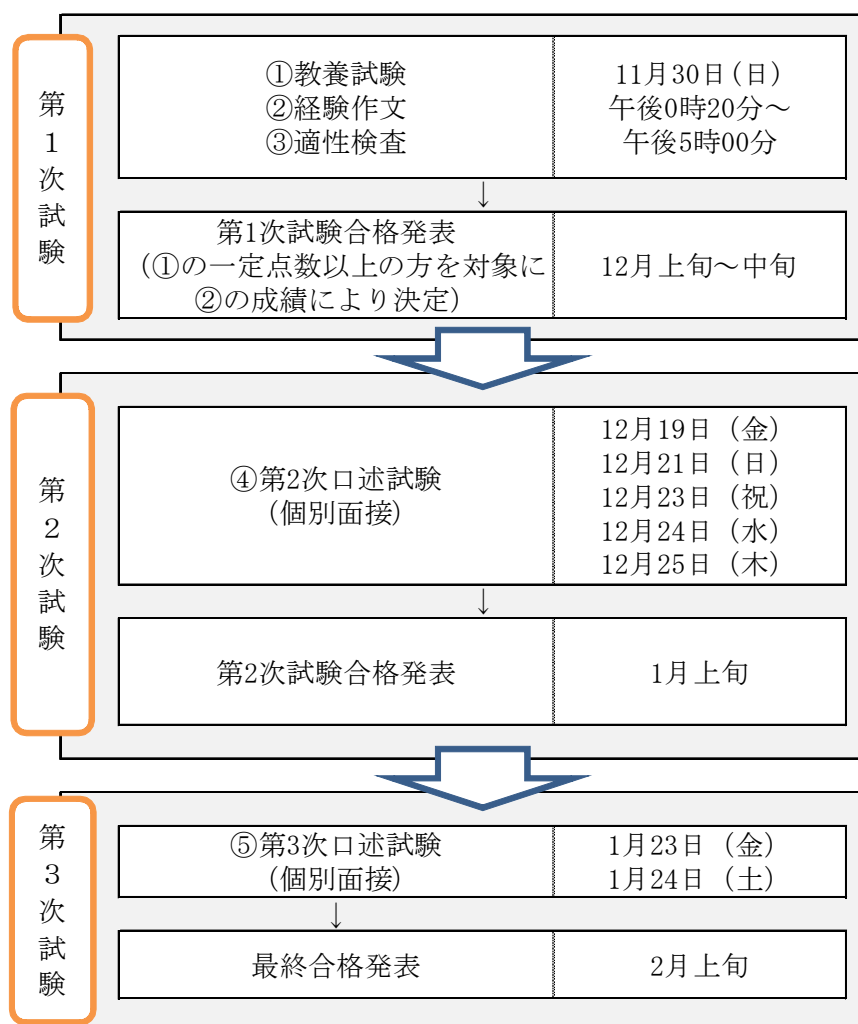 第1次試験
①教養試験
②経験作文
③適性検査
11月30日(日)
午後0時20分～
午後5時00分
↓
第1次試験合格発表
(①の一定点数以上の方を対象に
②の成績により決定)
12月上旬～中旬
第2次試験
④第2次口述試験
(個別面接)
12月19日（金）
12月21日（日）
12月23日（祝）
12月24日（水）
12月25日（木）
↓
第2次試験合格発表
1月上旬
第3次試験
⑤第3次口述試験
(個別面接)
1月23日（金）
1月24日（土）
↓
最終合格発表
2月上旬